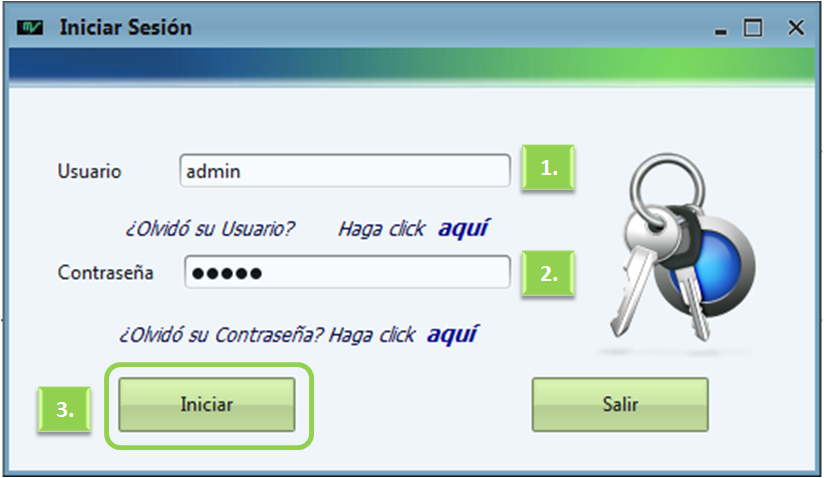 Iniciar Sesión
Usuario admin 1.
¿Olvidó su Usuario? Haga click aquí
Contraseña ●●●●● 2.
¿Olvidó su Contraseña? Haga click aquí
3. Iniciar Salir